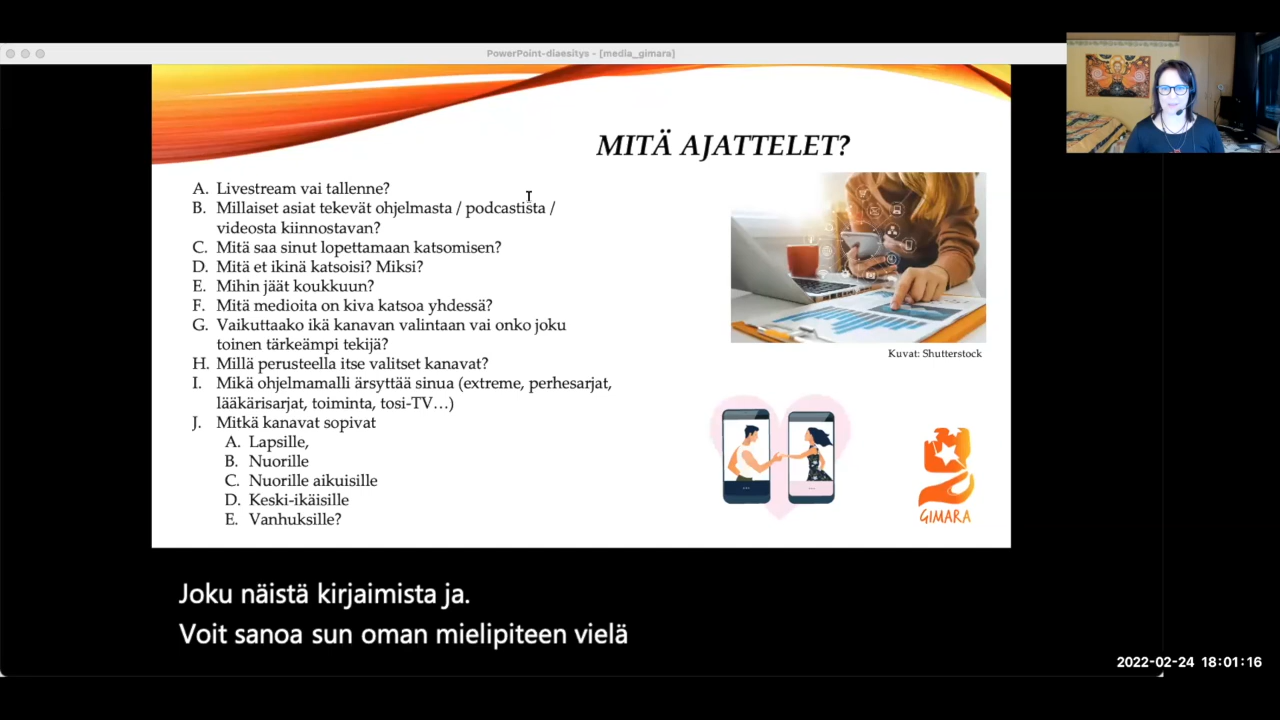 PowerPoint-diaesitys - [media_gimara]
MITÄ AJATTELET?
A. Livestream vai tallenne?
B. Millaiset asiat tekevät ohjelmasta / podcastista /
videosta kiinnostavan?
C. Mitä saa sinut lopettamaan katsomisen?
D. Mitä et ikinä katsoisi? Miksi?
E. Mihin jäät koukkuun?
F. Mitä medioita on kiva katsoa yhdessä?
G. Vaikuttaako ikä kanavan valintaan vai onko joku
toinen tärkeämpi tekijä?
H. Millä perusteella itse valitset kanavat?
I. Mikä ohjelmamalli ärsyttää sinua (extreme, perhesarjat,
lääkärisarjat, toiminta, tosi-TV…)
J. Mitkä kanavat sopivat
A. Lapsille,
B. Nuorille
C. Nuorille aikuisille
D. Keski-ikäisille
E. Vanhuksille?
Kuvat: Shutterstock
GIMARA
Joku näistä kirjaimista ja.
Voit sanoa sun oman mielipiteen vielä
2022-02-24 18:01:16